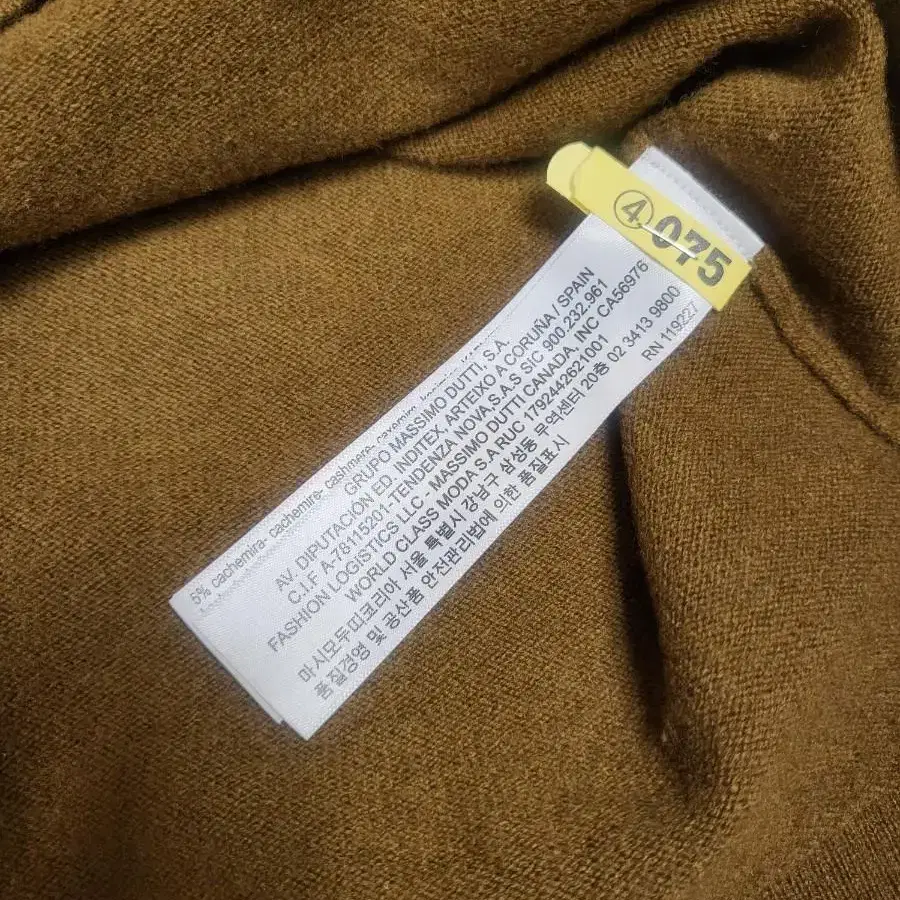 ④ 075
5% cachemira- cachemire- cashmere- caxemira-
GRUPO MASSIMO DUTTI, S.A.
AV. DIPUTACIÓN ED. INDITEX, ARTEIXO A CORUÑA / SPAIN
C.I.F A-78115201-TENDENZA NOVA,S.A.S SIC 900.232.961
FASHION LOGISTICS LLC - MASSIMO DUTTI CANADA, INC CA56976
WORLD CLASS MODA S.A RUC 1792442621001
RN 119227
마시모두띠코리아 서울 특별시 강남구 삼성동 무역센터 20층 02 3413 9800
품질경영 및 공산품 안전관리법에 의한 품질표시